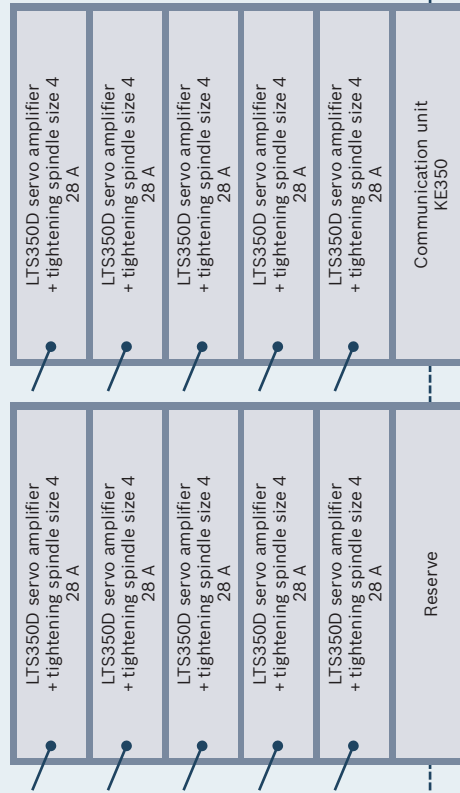 LTS350D servo amplifier
+ tightening spindle size 4
28 A
LTS350D servo amplifier
+ tightening spindle size 4
28 A
LTS350D servo amplifier
+ tightening spindle size 4
28 A
LTS350D servo amplifier
+ tightening spindle size 4
28 A
LTS350D servo amplifier
+ tightening spindle size 4
28 A
Reserve
LTS350D servo amplifier
+ tightening spindle size 4
28 A
LTS350D servo amplifier
+ tightening spindle size 4
28 A
LTS350D servo amplifier
+ tightening spindle size 4
28 A
LTS350D servo amplifier
+ tightening spindle size 4
28 A
LTS350D servo amplifier
+ tightening spindle size 4
28 A
Communication unit
KE350